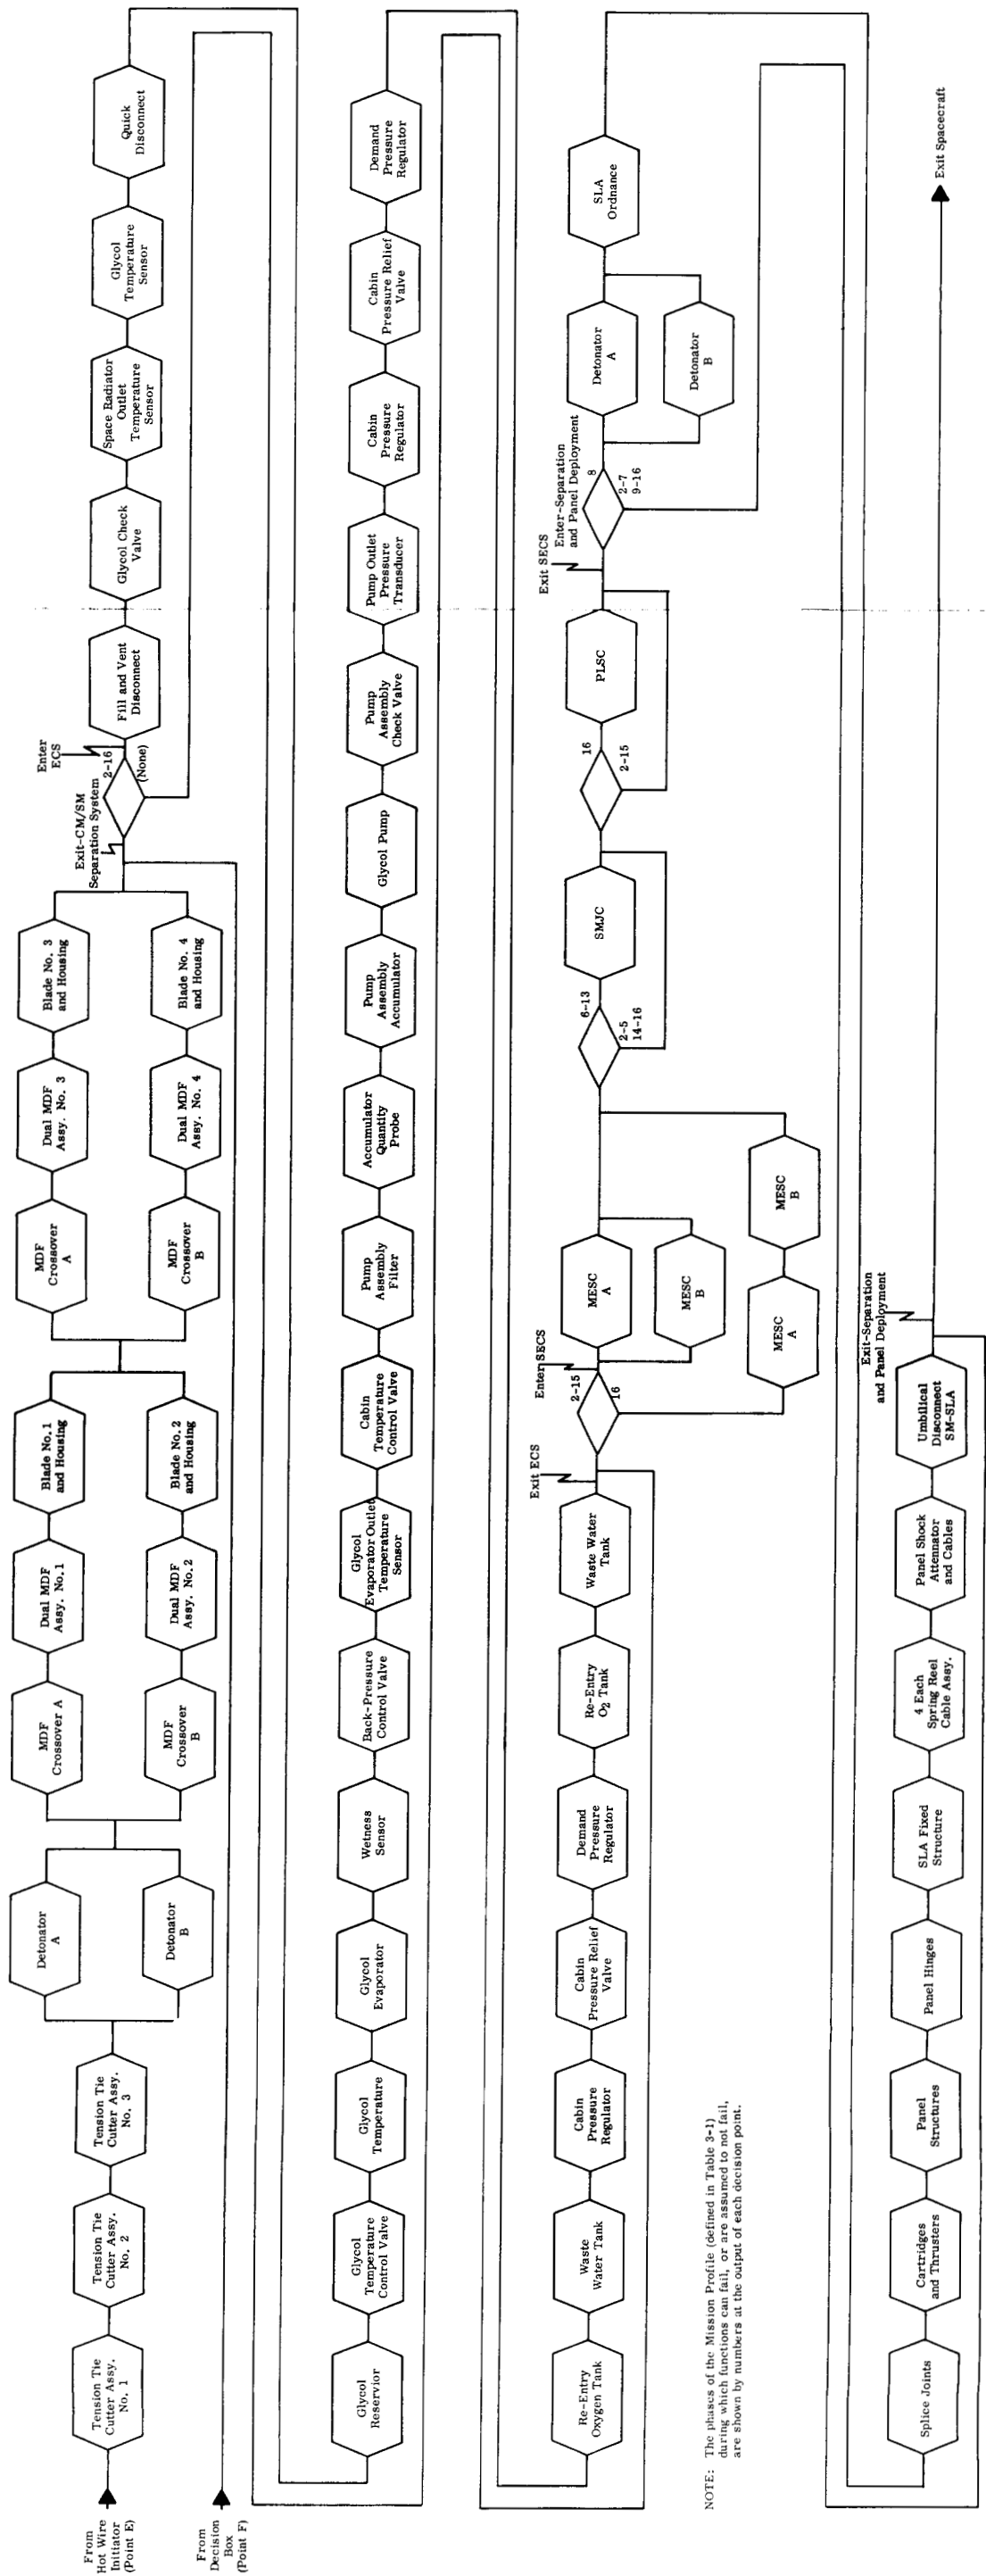 From
Hot Wire
Initiator
(Point E)
Tension Tie
Cutter Assy.
No. 1
Tension Tie
Cutter Assy.
No. 2
Tension Tie
Cutter Assy.
No. 3
Detonator
A
Detonator
B
MDF
Crossover A
MDF
Crossover
B
Dual MDF
Assy. No. 1
Dual MDF
Assy. No. 2
Blade No. 1
and Housing
Blade No. 2
and Housing
MDF
Crossover
A
MDF
Crossover
B
Dual MDF
Assy. No. 3
Dual MDF
Assy. No. 4
Blade No. 3
and Housing
Blade No. 4
and Housing
Exit-CM/SM
Separation System
2-16
(None)
Enter
ECS
Fill and Vent
Disconnect
Glycol Check
Valve
Space Radiator
Outlet
Temperature
Sensor
Glycol
Temperature
Sensor
Quick
Disconnect
From
Decision
Box
(Point F)
Glycol
Reservior
Glycol
Temperature
Control Valve
Glycol
Temperature
Glycol
Evaporator
Wetness
Sensor
Back-Pressure
Control Valve
Glycol
Evaporator Outlet
Temperature
Sensor
Cabin
Temperature
Control Valve
Pump
Assembly
Filter
Accumulator
Quantity
Probe
Pump
Assembly
Accumulator
Glycol Pump
Pump
Assembly
Check Valve
Pump Outlet
Pressure
Transducer
Cabin
Pressure
Regulator
Cabin
Pressure Relief
Valve
Demand
Pressure
Regulator
Re-Entry
Oxygen Tank
Waste
Water Tank
Cabin
Pressure
Regulator
Cabin
Pressure Relief
Valve
Demand
Pressure
Regulator
Re-Entry
O2 Tank
Waste Water
Tank
Exit ECS
2-15
16
Enter SECS
MESC
A
MESC
B
MESC
A
MESC
B
6-13
2-5
14-16
SMJC
16
2-15
PLSC
Exit SECS
Enter-Separation
and Panel Deployment
8
2-7
9-16
Detonator
A
Detonator
B
SLA
Ordnance
NOTE: The phases of the Mission Profile (defined in Table 3-1)
during which functions can fail, or are assumed to not fail,
are shown by numbers at the output of each decision point.
Splice Joints
Cartridges
and Thrusters
Panel
Structures
Panel Hinges
SLA Fixed
Structure
4 Each
Spring Reel
Cable Assy.
Panel Shock
Attenuator
and Cables
Umbilical
Disconnect
SM-SLA
Exit-Separation
and Panel Deployment
Exit Spacecraft